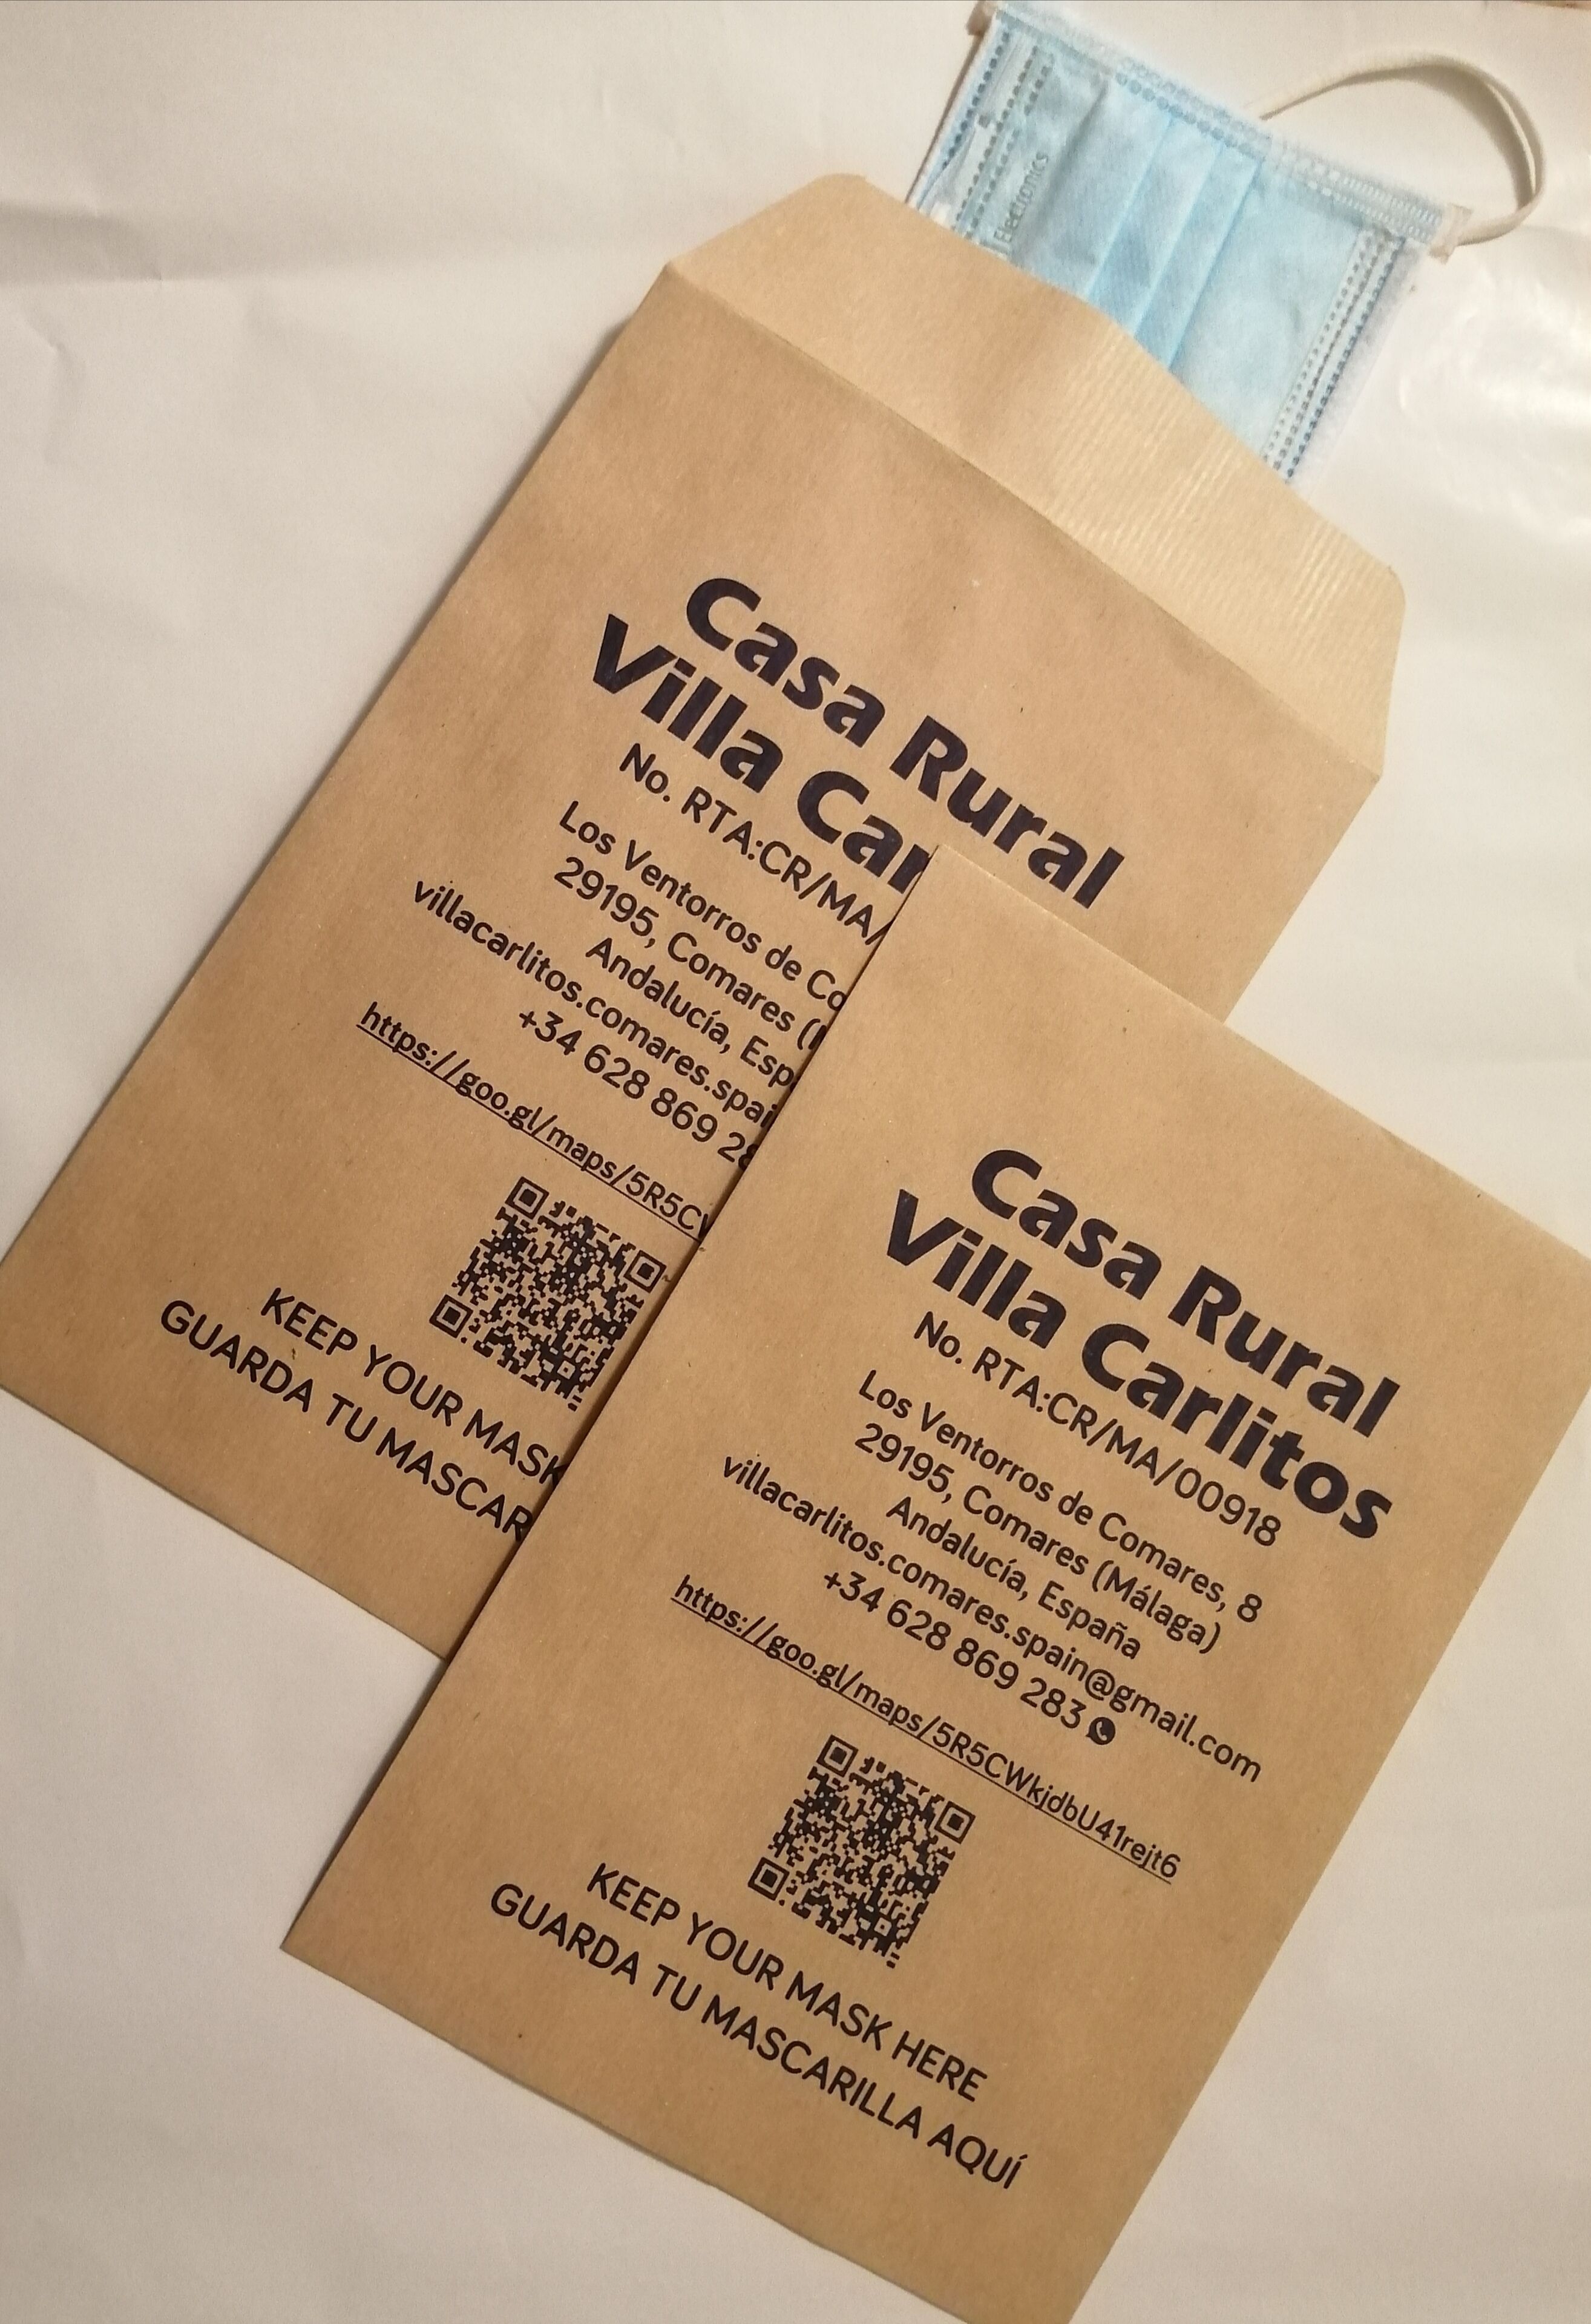 Electronics
Casa Rural
Villa Car
No. RTA:CR/MA/
Los Ventorros de Co
29195, Comares (
Andalucía, Esp
villacarlitos.comares.spai
+34 628 869 28
https://goo.gl/maps/5R5C
KEEP YOUR MASK
GUARDA TU MASCAR
Casa Rural
Villa Carlitos
No. RTA:CR/MA/00918
Los Ventorros de Comares, 8
29195, Comares (Málaga)
Andalucía, España
villacarlitos.comares.spain@gmail.com
+34 628 869 283
https://goo.gl/maps/5R5CWkjdbU41rejt6
KEEP YOUR MASK HERE
GUARDA TU MASCARILLA AQUÍ